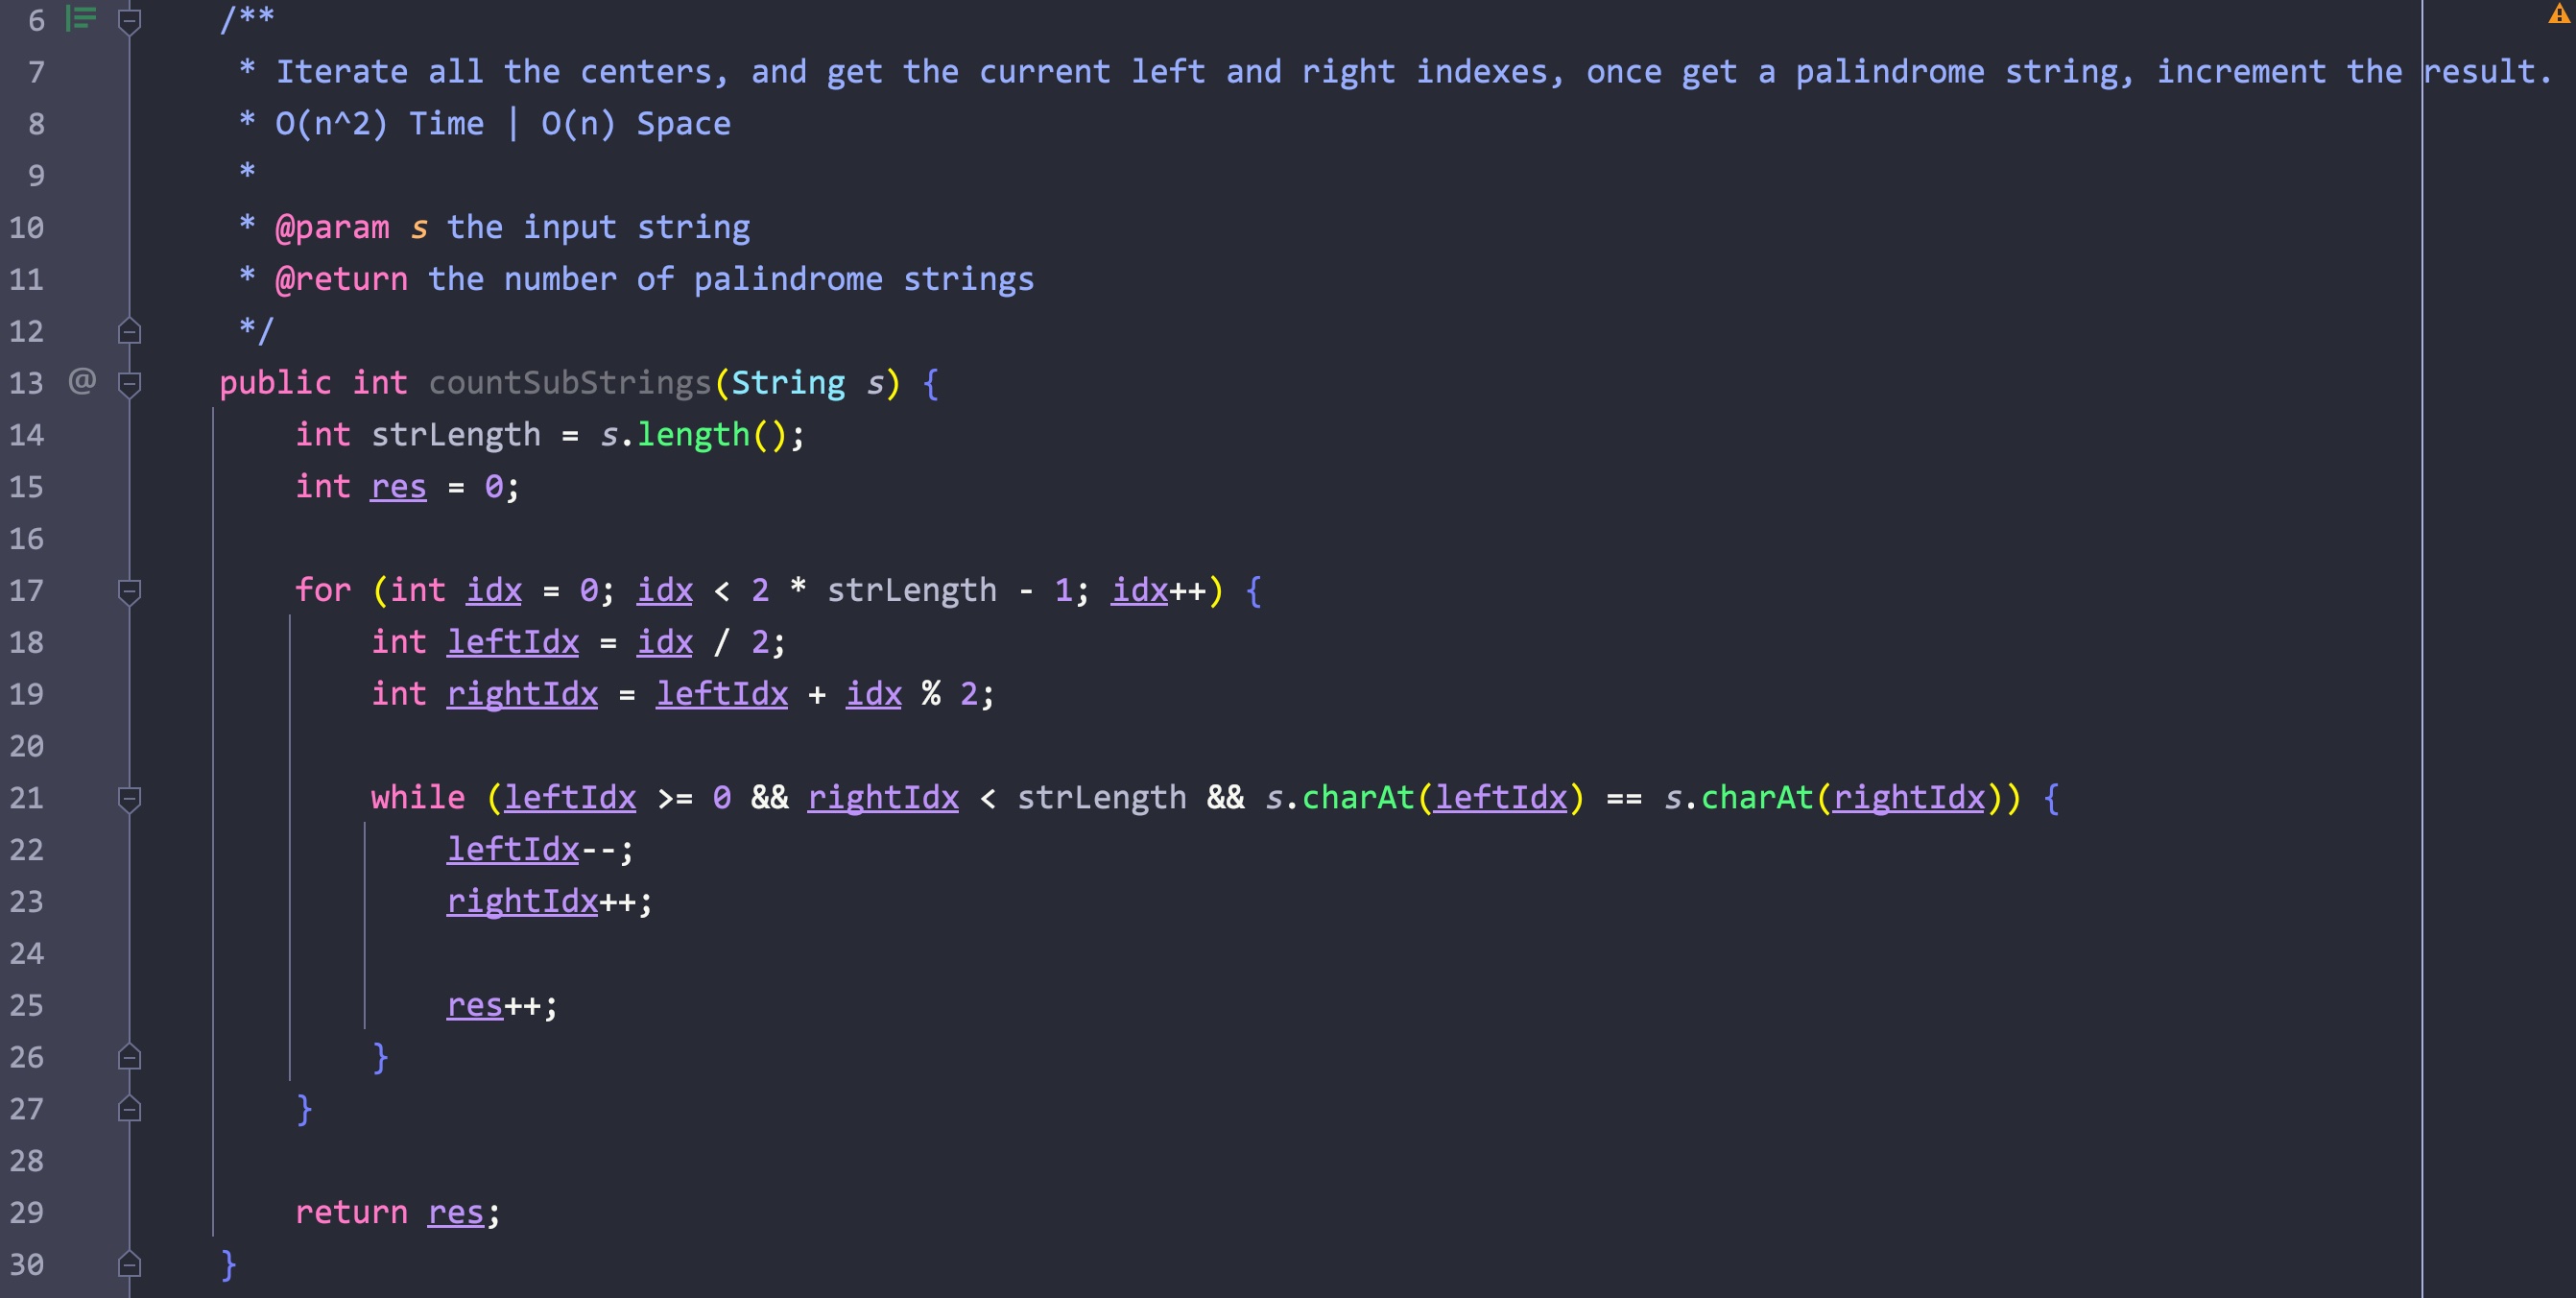 6 /**
7 * Iterate all the centers, and get the current left and right indexes, once get a palindrome string, increment the result.
8 * O(n^2) Time | O(n) Space
9 *
10 * @param s the input string
11 * @return the number of palindrome strings
12 */
13 @ public int countSubStrings(String s) {
14 int strLength = s.length();
15 int res = 0;
16
17 for (int idx = 0; idx < 2 * strLength - 1; idx++) {
18 int leftIdx = idx / 2;
19 int rightIdx = leftIdx + idx % 2;
20
21 while (leftIdx >= 0 && rightIdx < strLength && s.charAt(leftIdx) == s.charAt(rightIdx)) {
22 leftIdx--;
23 rightIdx++;
24
25 res++;
26 }
27 }
28
29 return res;
30 }